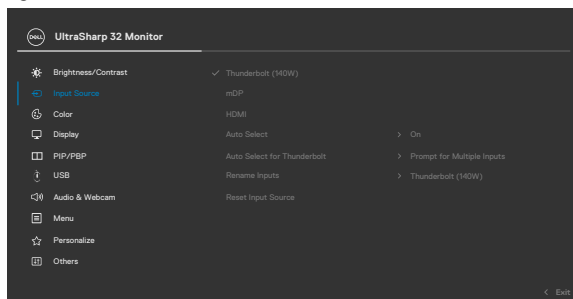 DELL UltraSharp 32 Monitor
Brightness/Contrast ✓ Thunderbolt (140W)
Input Source mDP
Color HDMI
Display Auto Select > On
PIP/PBP Auto Select for Thunderbolt > Prompt for Multiple Inputs
USB Rename Inputs > Thunderbolt (140W)
Audio & Webcam Reset Input Source
Menu
Personalize
Others
< Exit